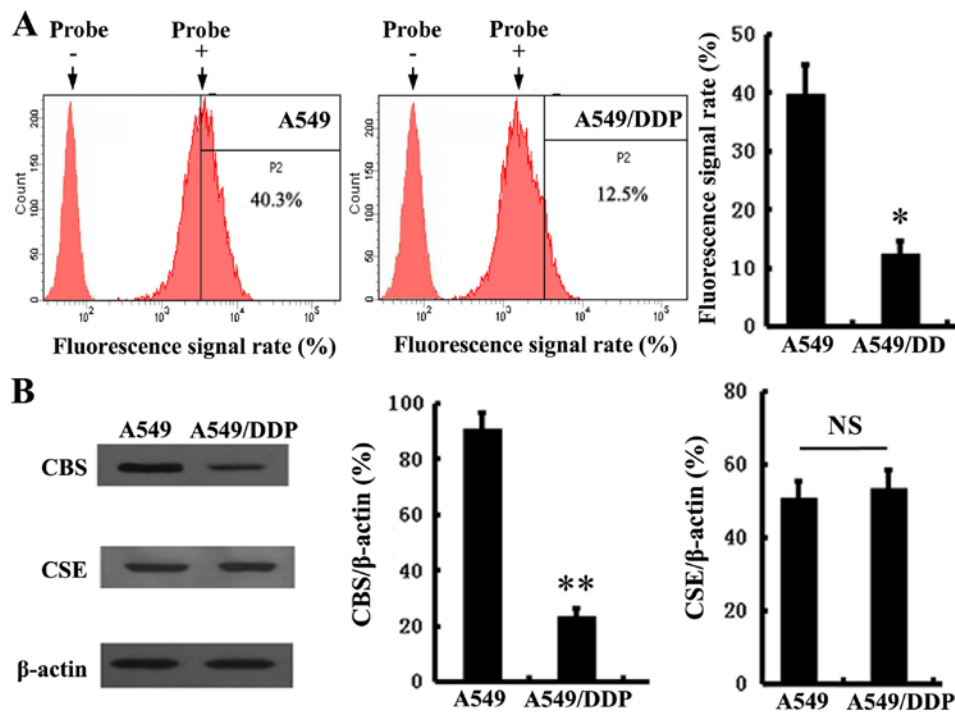 A
Probe
-
Probe
+
A549
P2
40.3%
Count
0
50
100
150
200
10²
10³
10⁴
10⁵
Fluorescence signal rate (%)
Probe
-
Probe
+
A549/DDP
P2
12.5%
Count
0
50
100
150
200
10²
10³
10⁴
10⁵
Fluorescence signal rate (%)
Fluorescence signal rate (%)
50
40
30
20
10
0
*
A549
A549/DD
B
A549
A549/DDP
CBS
CSE
β-actin
CBS/β-actin (%)
100
80
60
40
20
0
**
A549
A549/DDP
CSE/β-actin (%)
80
60
40
20
0
NS
A549
A549/DDP